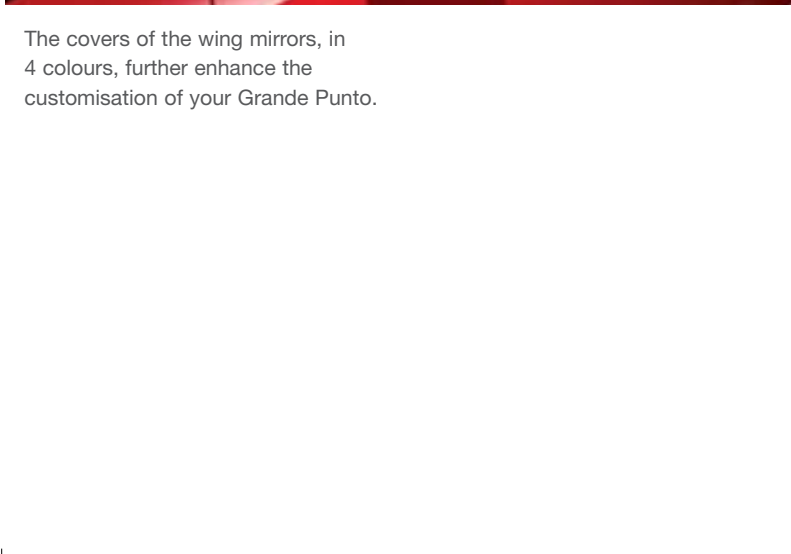 The covers of the wing mirrors, in
4 colours, further enhance the
customisation of your Grande Punto.